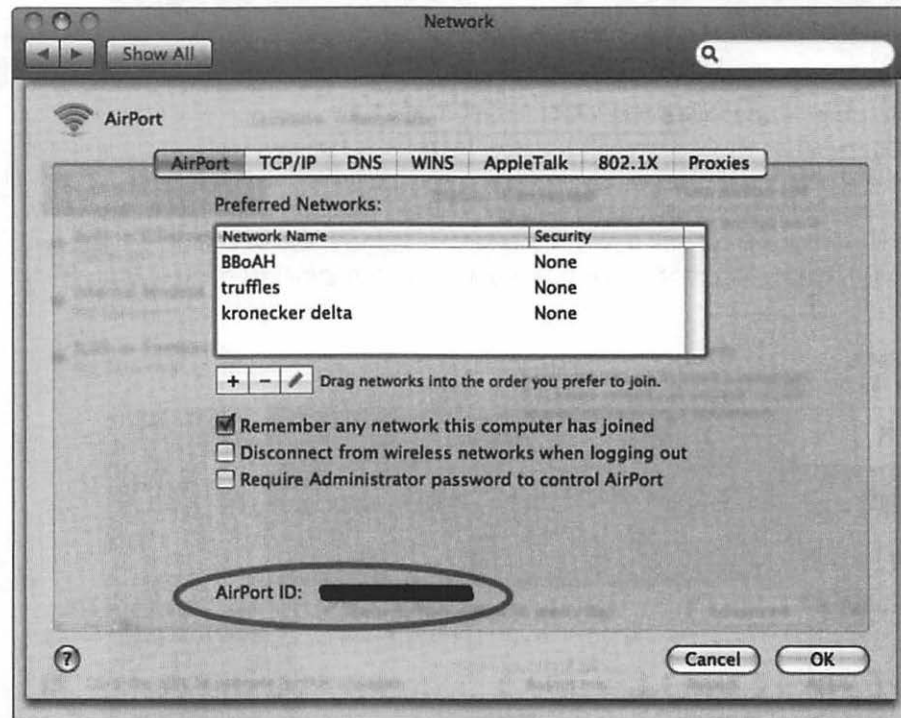 Network
Show All
AirPort
AirPort TCP/IP DNS WINS AppleTalk 802.1X Proxies
Preferred Networks:
Network Name Security
BBoAH None
truffles None
kronecker delta None
+ - Drag networks into the order you prefer to join.
Remember any network this computer has joined
Disconnect from wireless networks when logging out
Require Administrator password to control AirPort
AirPort ID:
? Cancel OK